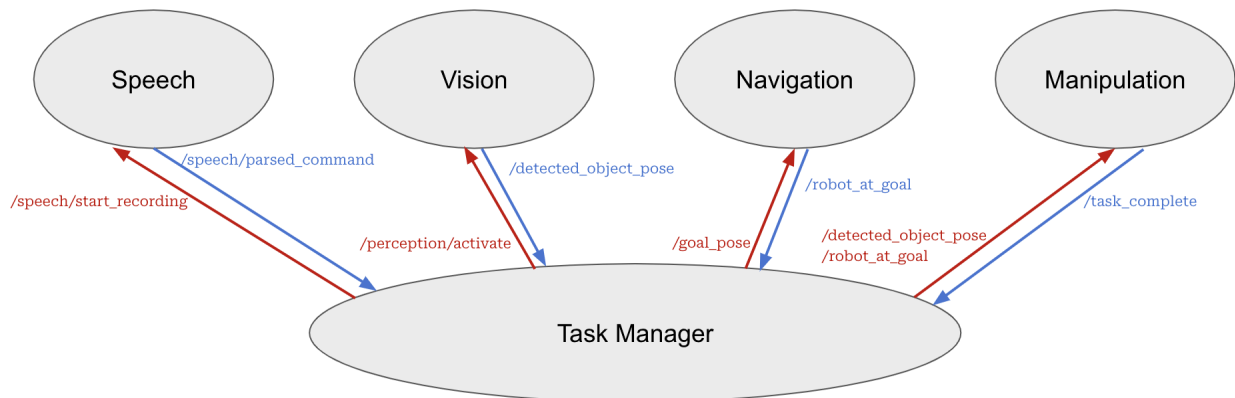 Speech
Vision
Navigation
Manipulation
/speech/parsed_command
/detected_object_pose
/robot_at_goal
/speech/start_recording
/task_complete
/perception/activate
/goal_pose
/detected_object_pose
/robot_at_goal
Task Manager